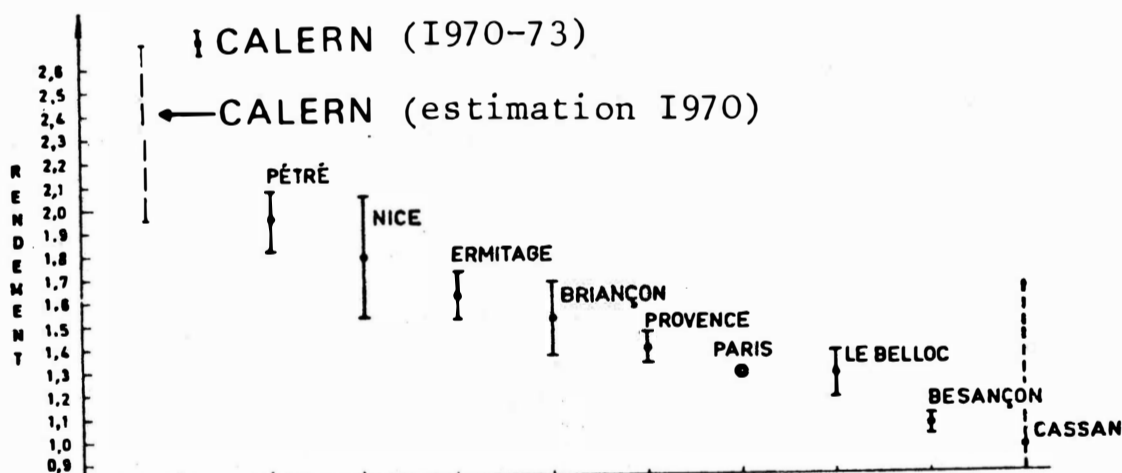 CALERN (I970-73)
2,6
2,5
CALERN (estimation I970)
2,4
2,3
2,2
PÉTRÉ
2,1
2,0
NICE
1,9
1,8
ERMITAGE
1,7
BRIANÇON
1,6
PROVENCE
1,5
PARIS
LE BELLOC
1,4
1,3
BESANÇON
1,2
1,1
CASSAN
1,0
0,9
RENDEMENT